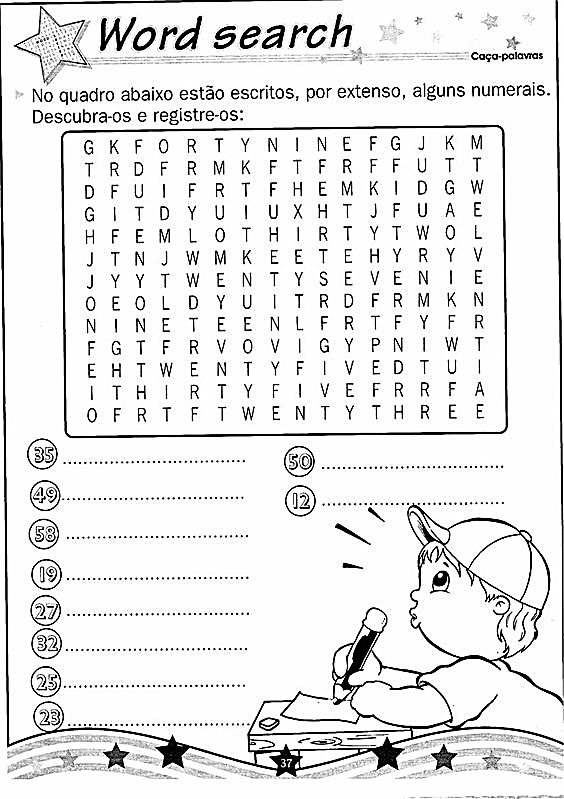 Word search
Caça-palavras
No quadro abaixo estão escritos, por extenso, alguns numerais.
Descubra-os e registre-os:
G K F O R T Y N I N E F G J K M
T R D F R M K F T F R F F U T T
D F U I F R T F H E M K I D G W
G I T D Y U I U X H T J F U A E
H F E M L O T H I R T Y T W O L
J T N J W M K E E T E H Y R Y V
J Y Y T W E N T Y S E V E N I E
O E O L D Y U I T R D F R M K N
N I N E T E E N L F R T F Y F R
F G T F R V O V I G Y P N I W T
E H T W E N T Y F I V E D T U I
I T H I R T Y F I V E F R R F A
O F R T F T W E N T Y T H R E E
35
50
49
12
58
19
27
32
25
23
37